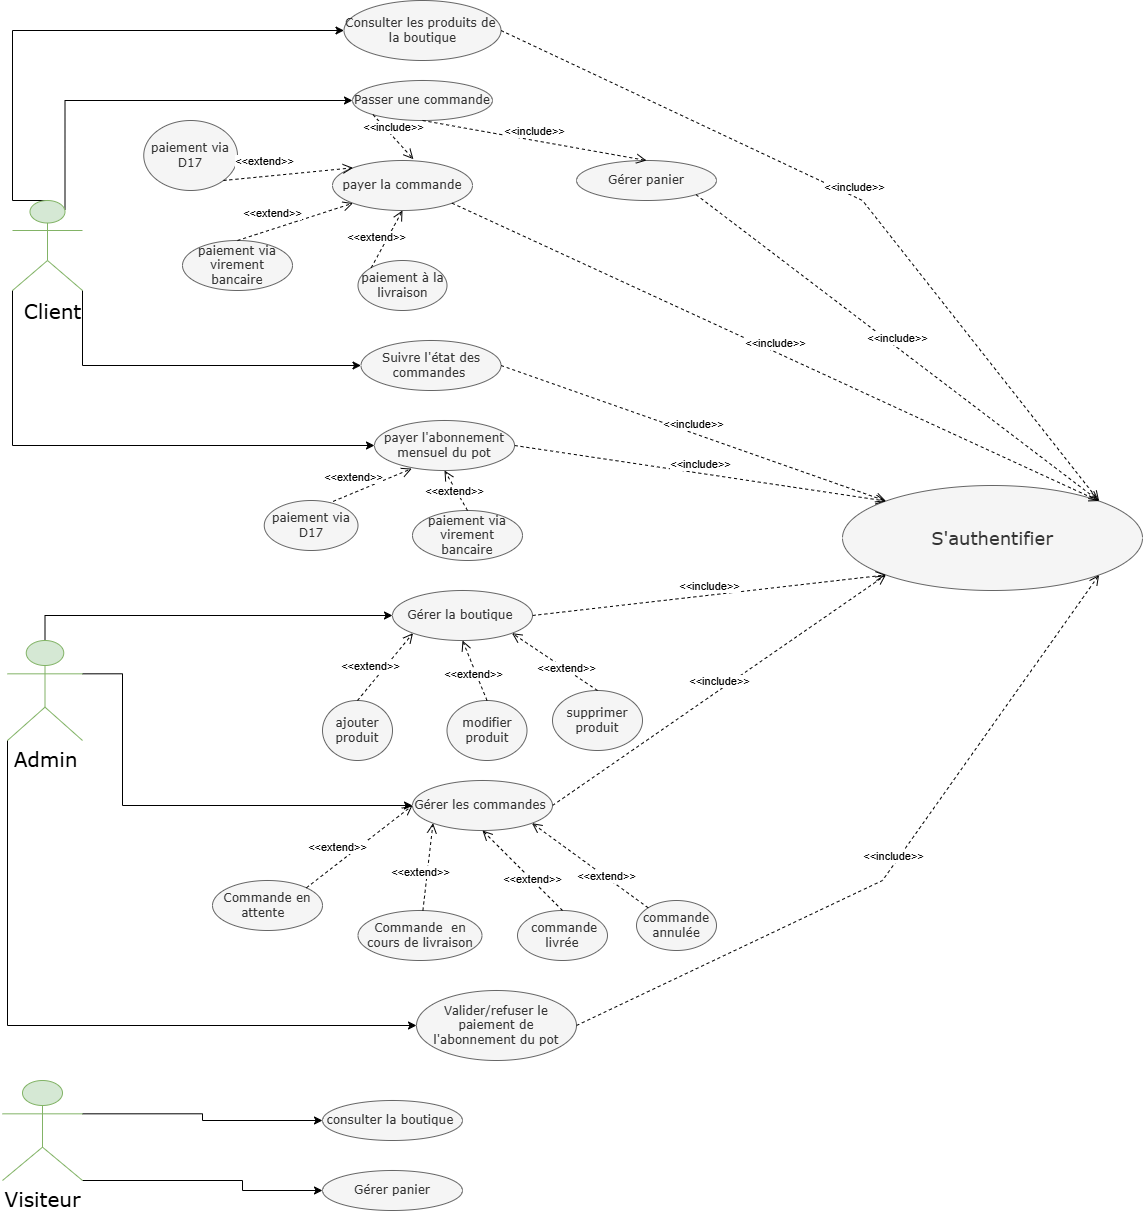 Consulter les produits de
la boutique
Passer une commande
<<include>>
<<include>>
paiement via
D17
<<extend>>
payer la commande
Gérer panier
<<include>>
<<extend>>
<<extend>>
paiement via
virement
bancaire
paiement à la
livraison
Client
<<include>>
<<include>>
Suivre l'état des
commandes
<<include>>
payer l'abonnement
mensuel du pot
<<include>>
<<extend>>
<<extend>>
paiement via
D17
paiement via
virement
bancaire
S'authentifier
<<include>>
Gérer la boutique
<<extend>>
<<extend>>
<<extend>>
<<include>>
ajouter
produit
modifier
produit
supprimer
produit
Admin
Gérer les commandes
<<extend>>
<<extend>>
<<extend>>
<<extend>>
<<include>>
Commande en
attente
Commande  en
cours de livraison
commande
livrée
commande
annulée
Valider/refuser le
paiement de
l'abonnement du pot
consulter la boutique
Gérer panier
Visiteur